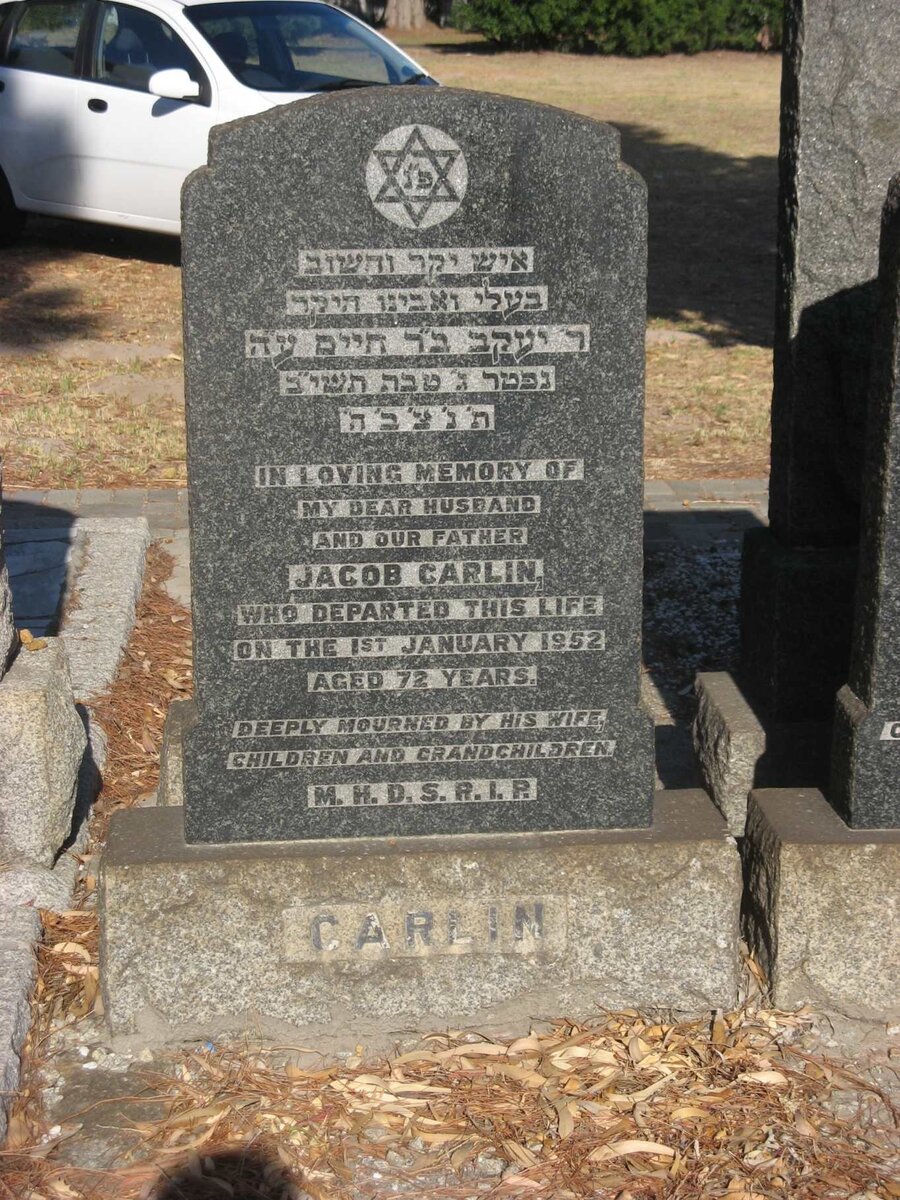 פ"נ
איש יקר וחשוב
בעלי ואבינו היקר
ר יעקב ב'ר חיים ע'ה
נפטר ג' טבת תשי"ב
ת' נ' צ' ב' ה'
IN LOVING MEMORY OF
MY DEAR HUSBAND
AND OUR FATHER
JACOB CARLIN,
WHO DEPARTED THIS LIFE
ON THE 1ST JANUARY 1952
AGED 72 YEARS.
DEEPLY MOURNED BY HIS WIFE,
CHILDREN AND GRANDCHILDREN.
M. H. D. S. R. I. P.
CARLIN